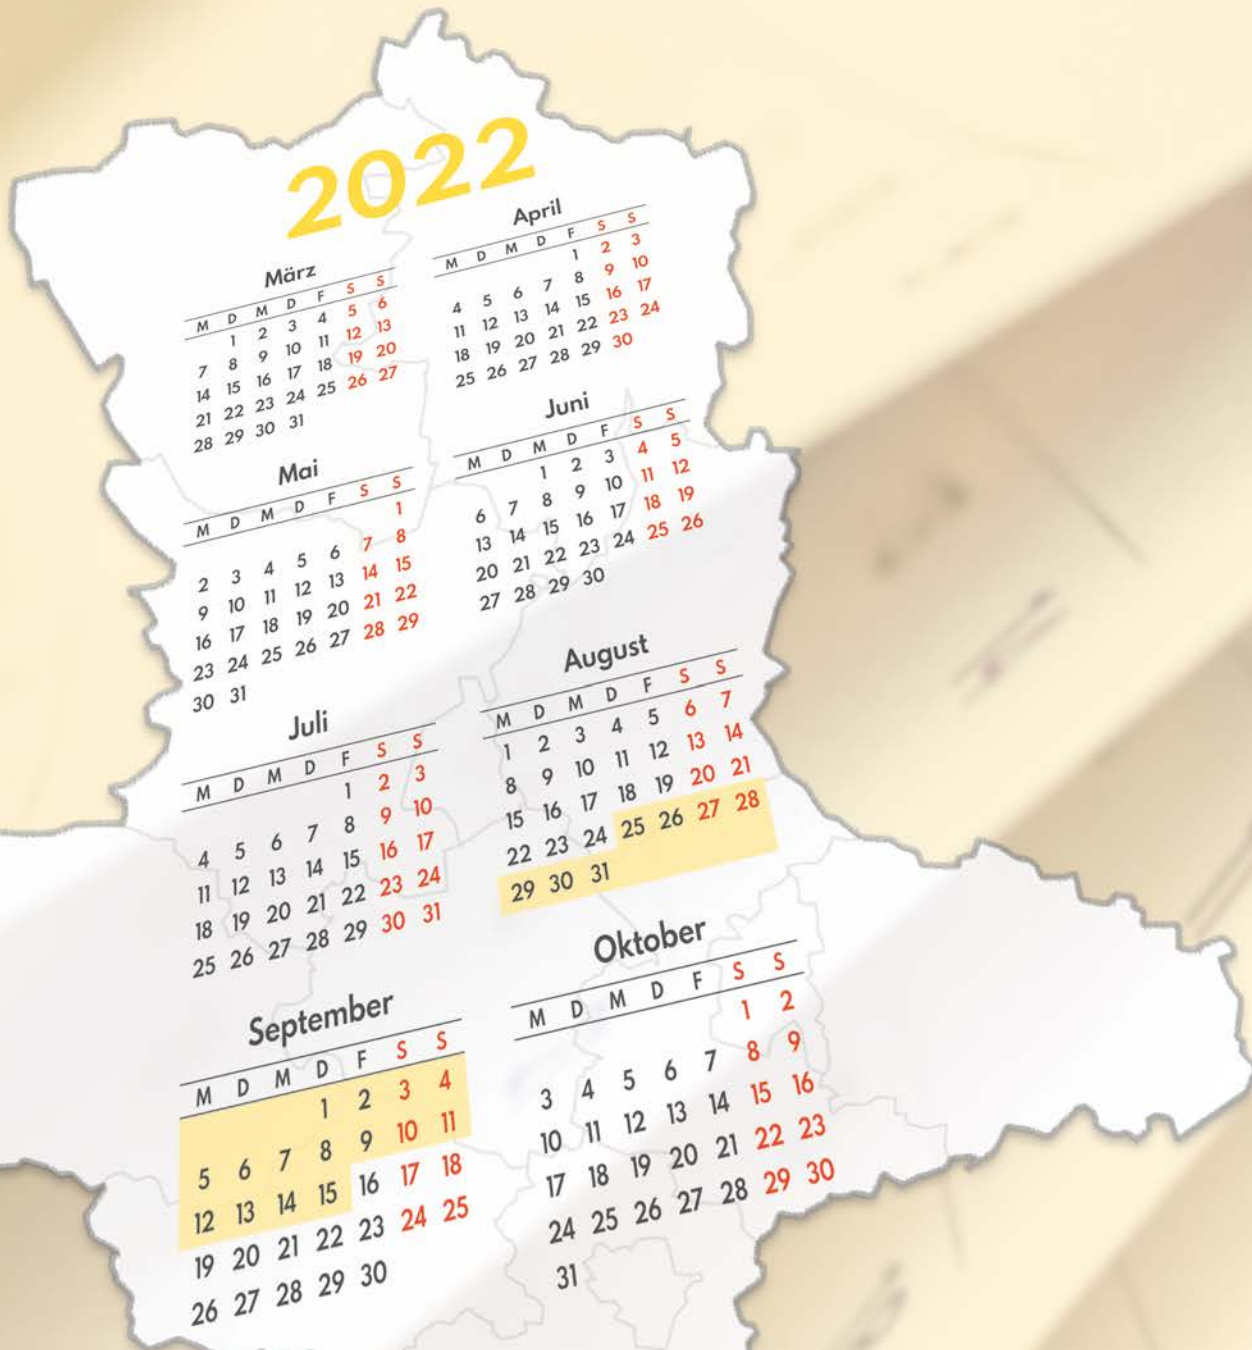 2022
März
M D M D F S S
1 2 3 4 5 6
7 8 9 10 11 12 13
14 15 16 17 18 19 20
21 22 23 24 25 26 27
28 29 30 31
April
M D M D F S S
1 2 3
4 5 6 7 8 9 10
11 12 13 14 15 16 17
18 19 20 21 22 23 24
25 26 27 28 29 30
Mai
M D M D F S S
1
2 3 4 5 6 7 8
9 10 11 12 13 14 15
16 17 18 19 20 21 22
23 24 25 26 27 28 29
30 31
Juni
M D M D F S S
1 2 3 4 5
6 7 8 9 10 11 12
13 14 15 16 17 18 19
20 21 22 23 24 25 26
27 28 29 30
Juli
M D M D F S S
1 2 3
4 5 6 7 8 9 10
11 12 13 14 15 16 17
18 19 20 21 22 23 24
25 26 27 28 29 30 31
August
M D M D F S S
1 2 3 4 5 6 7
8 9 10 11 12 13 14
15 16 17 18 19 20 21
22 23 24 25 26 27 28
29 30 31
September
M D M D F S S
1 2 3 4
5 6 7 8 9 10 11
12 13 14 15 16 17 18
19 20 21 22 23 24 25
26 27 28 29 30
Oktober
M D M D F S S
1 2
3 4 5 6 7 8 9
10 11 12 13 14 15 16
17 18 19 20 21 22 23
24 25 26 27 28 29 30
31